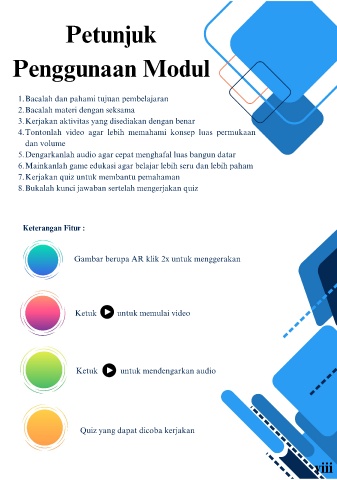 Petunjuk
Penggunaan Modul
1. Bacalah dan pahami tujuan pembelajaran
2. Bacalah materi dengan seksama
3. Kerjakan aktivitas yang disediakan dengan benar
4. Tontonlah video agar lebih memahami konsep luas permukaan
dan volume
5. Dengarkanlah audio agar cepat menghafal luas bangun datar
6. Mainkanlah game edukasi agar belajar lebih seru dan lebih paham
7. Kerjakan quiz untuk membantu pemahaman
8. Bukalah kunci jawaban sertelah mengerjakan quiz
Keterangan Fitur :
Gambar berupa AR klik 2x untuk menggerakan
Ketuk untuk memulai video
Ketuk untuk mendengarkan audio
Quiz yang dapat dicoba kerjakan
viii